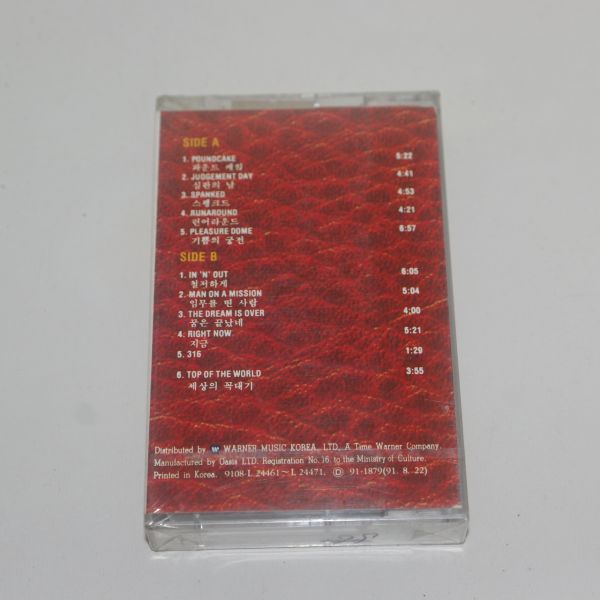 SIDE A
1. POUNDCAKE 5:22
파운드 케잌
2. JUDGEMENT DAY 4:41
심판의 날
3. SPANKED 4:53
스팽크드
4. RUNAROUND 4:21
런어라운드
5. PLEASURE DOME 6:57
기쁨의 궁전
SIDE B
1. IN 'N' OUT 6:05
철저하게
2. MAN ON A MISSION 5:04
임무를 띤 사람
3. THE DREAM IS OVER 4:00
꿈은 끝났네
4. RIGHT NOW 5:21
지금
5. 316 1:29
6. TOP OF THE WORLD 3:55
세상의 꼭대기
Distributed by WARNER MUSIC KOREA, LTD. A Time Warner Company.
Manufactured by Oasis LTD. Registration No. 16 to the Ministry of Culture.
Printed in Korea. 9108-L 24461~L 24471. Ⓓ 91-1879(91. 8. 22)